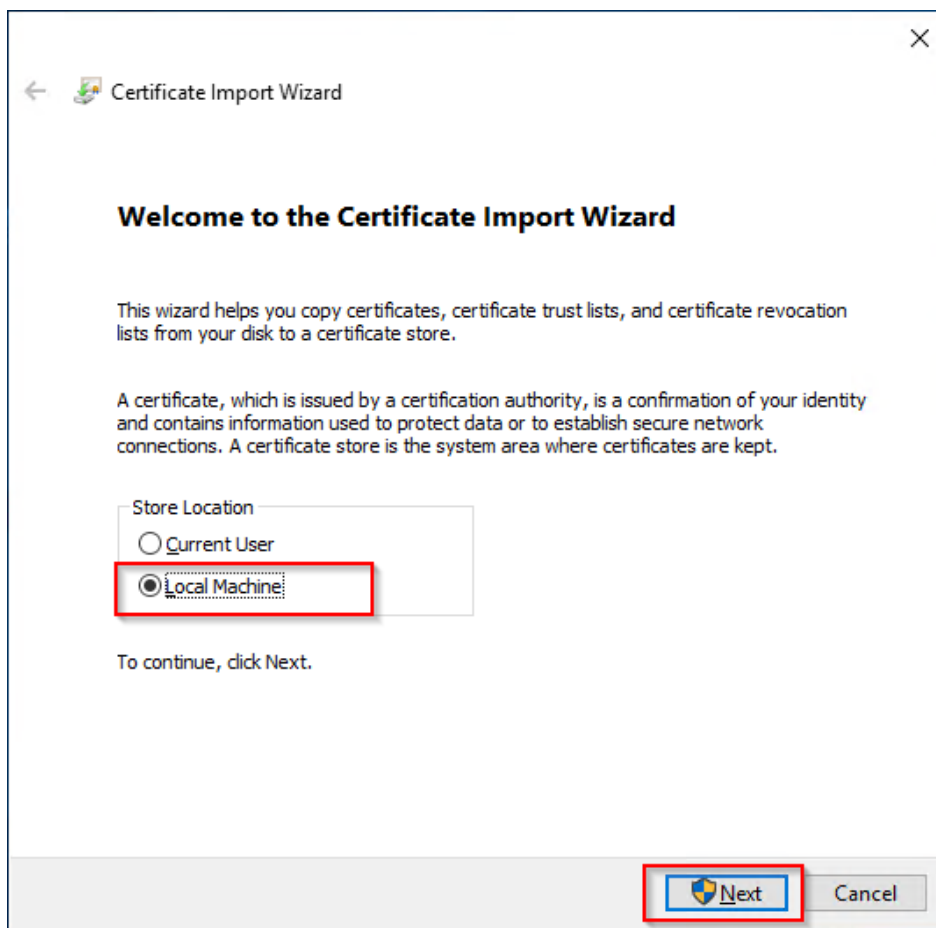 Certificate Import Wizard
Welcome to the Certificate Import Wizard
This wizard helps you copy certificates, certificate trust lists, and certificate revocation
lists from your disk to a certificate store.
A certificate, which is issued by a certification authority, is a confirmation of your identity
and contains information used to protect data or to establish secure network
connections. A certificate store is the system area where certificates are kept.
Store Location
Current User
Local Machine
To continue, click Next.
Next Cancel